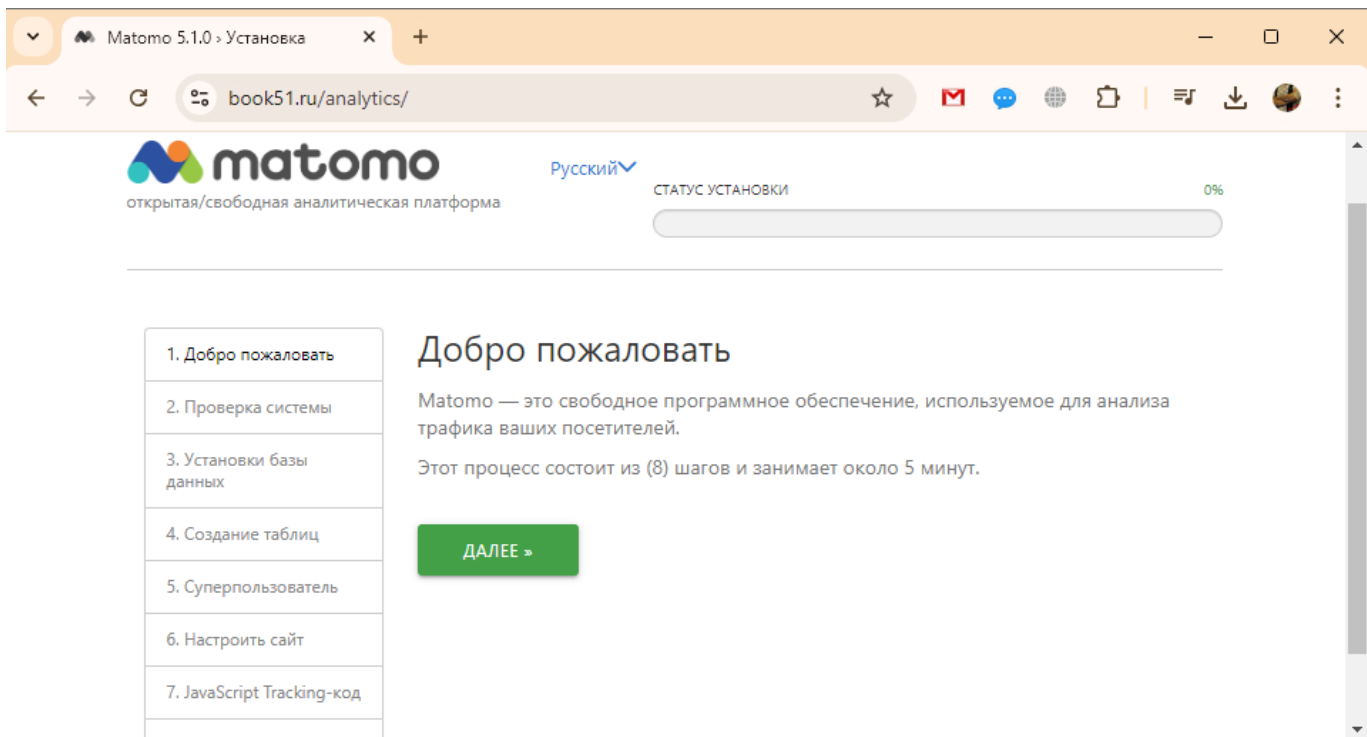 Matomo 5.1.0 › Установка
book51.ru/analytics/
matomo
открытая/свободная аналитическая платформа
Русский
СТАТУС УСТАНОВКИ
0%
1. Добро пожаловать
2. Проверка системы
3. Установки базы
данных
4. Создание таблиц
5. Суперпользователь
6. Настроить сайт
7. JavaScript Tracking-код
Добро пожаловать
Matomo — это свободное программное обеспечение, используемое для анализа
трафика ваших посетителей.
Этот процесс состоит из (8) шагов и занимает около 5 минут.
ДАЛЕЕ »